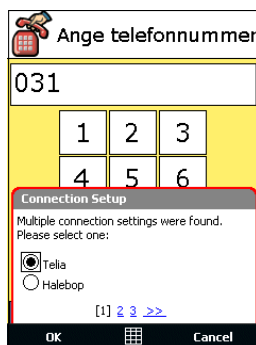 Ange telefonnummer
031
1 2 3
4 5 6
Connection Setup
Multiple connection settings were found.
Please select one:
Telia
Halebop
[1] 2 3 >>
OK Cancel